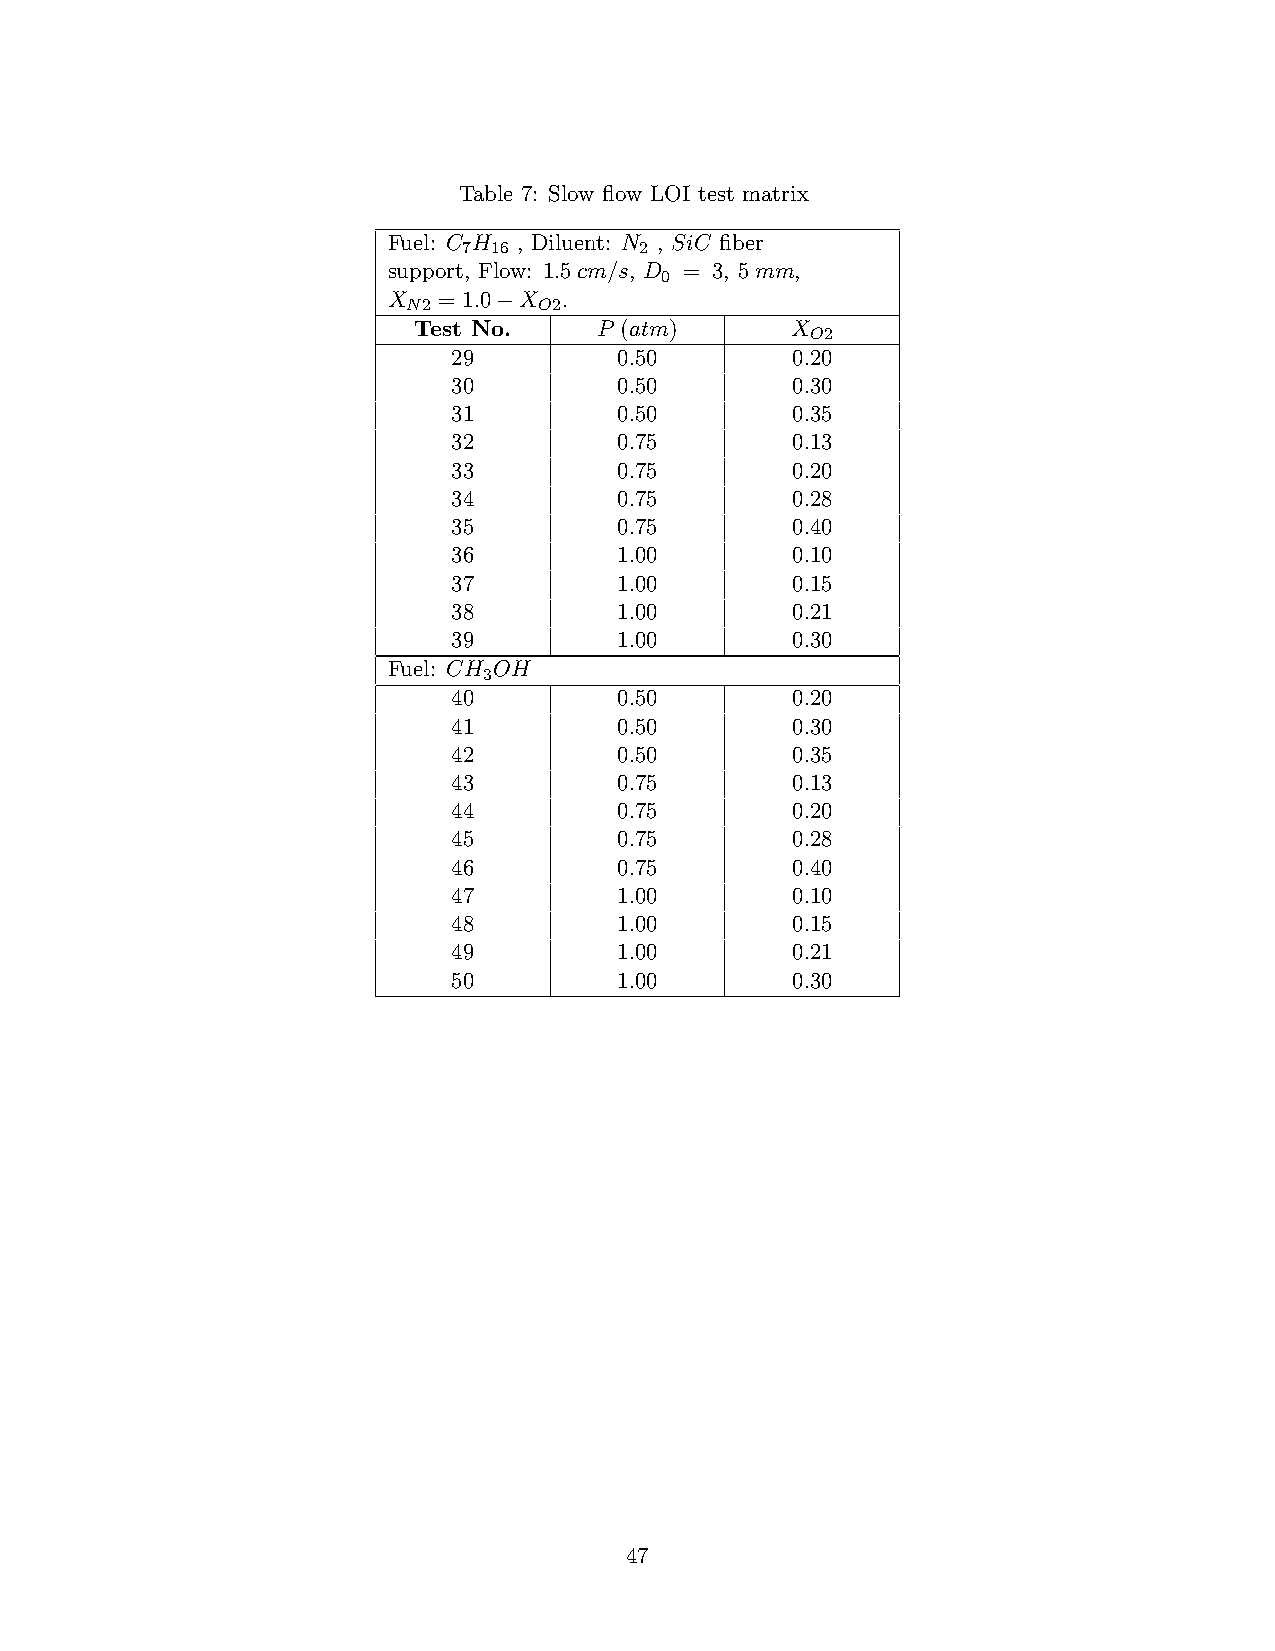 Table 7: Slow flow LOI test matrix
Fuel: C₇H₁₆ , Diluent: N₂ , SiC fiber
support, Flow: 1.5 cm/s, D₀ = 3, 5 mm,
X_N2 = 1.0 − X_O2.
Test No. P (atm) X_O2
29 0.50 0.20
30 0.50 0.30
31 0.50 0.35
32 0.75 0.13
33 0.75 0.20
34 0.75 0.28
35 0.75 0.40
36 1.00 0.10
37 1.00 0.15
38 1.00 0.21
39 1.00 0.30
Fuel: CH₃OH
40 0.50 0.20
41 0.50 0.30
42 0.50 0.35
43 0.75 0.13
44 0.75 0.20
45 0.75 0.28
46 0.75 0.40
47 1.00 0.10
48 1.00 0.15
49 1.00 0.21
50 1.00 0.30
47